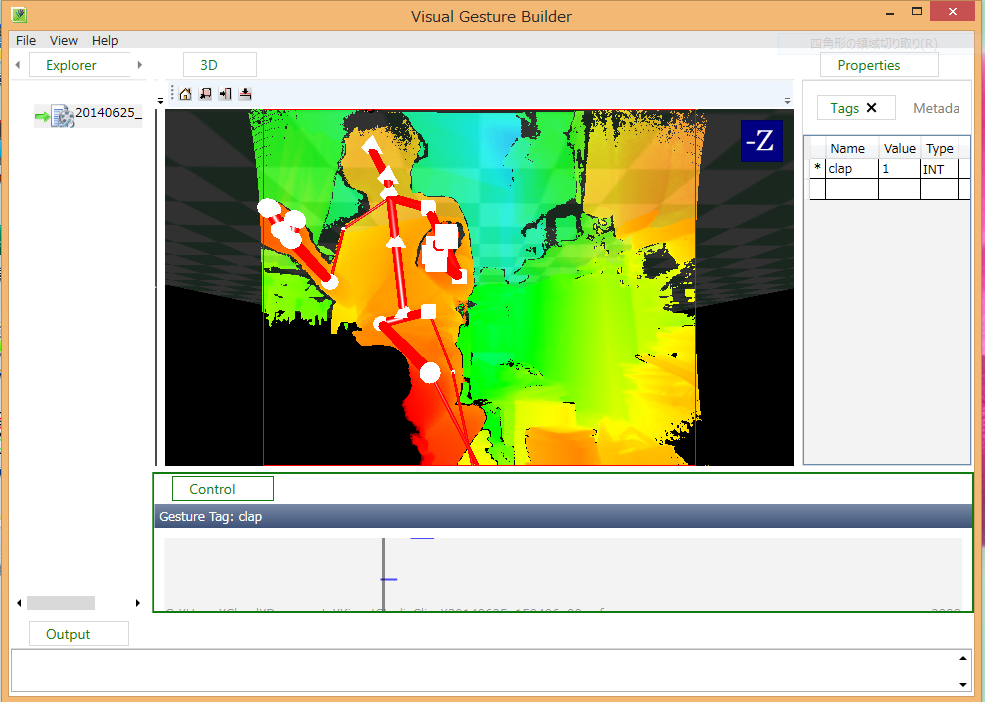 Visual Gesture Builder
File View Help
四角形の領域切り取り(R)
Explorer
3D
Properties
20140625_
Tags ✕
Metada
-Z
Name Value Type
* clap 1 INT
Control
Gesture Tag: clap
Output